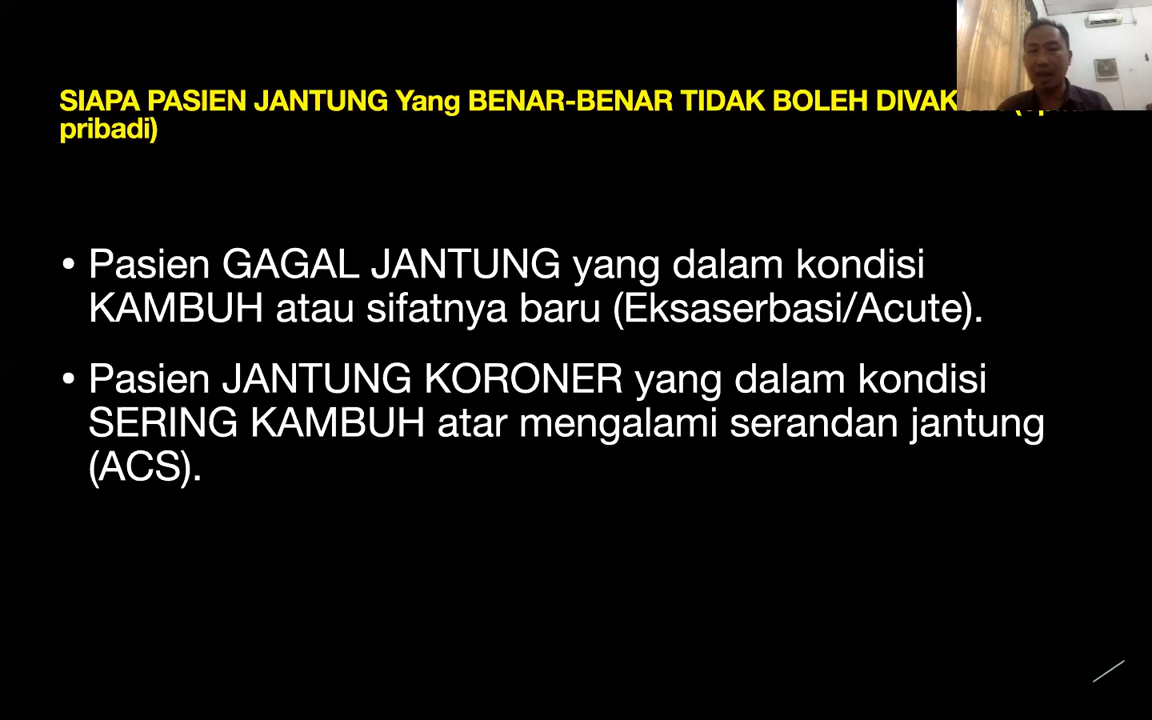 SIAPA PASIEN JANTUNG Yang BENAR-BENAR TIDAK BOLEH
pribadi)
• Pasien GAGAL JANTUNG yang dalam kondisi
KAMBUH atau sifatnya baru (Eksaserbasi/Acute).
• Pasien JANTUNG KORONER yang dalam kondisi
SERING KAMBUH atar mengalami serandan jantung
(ACS).